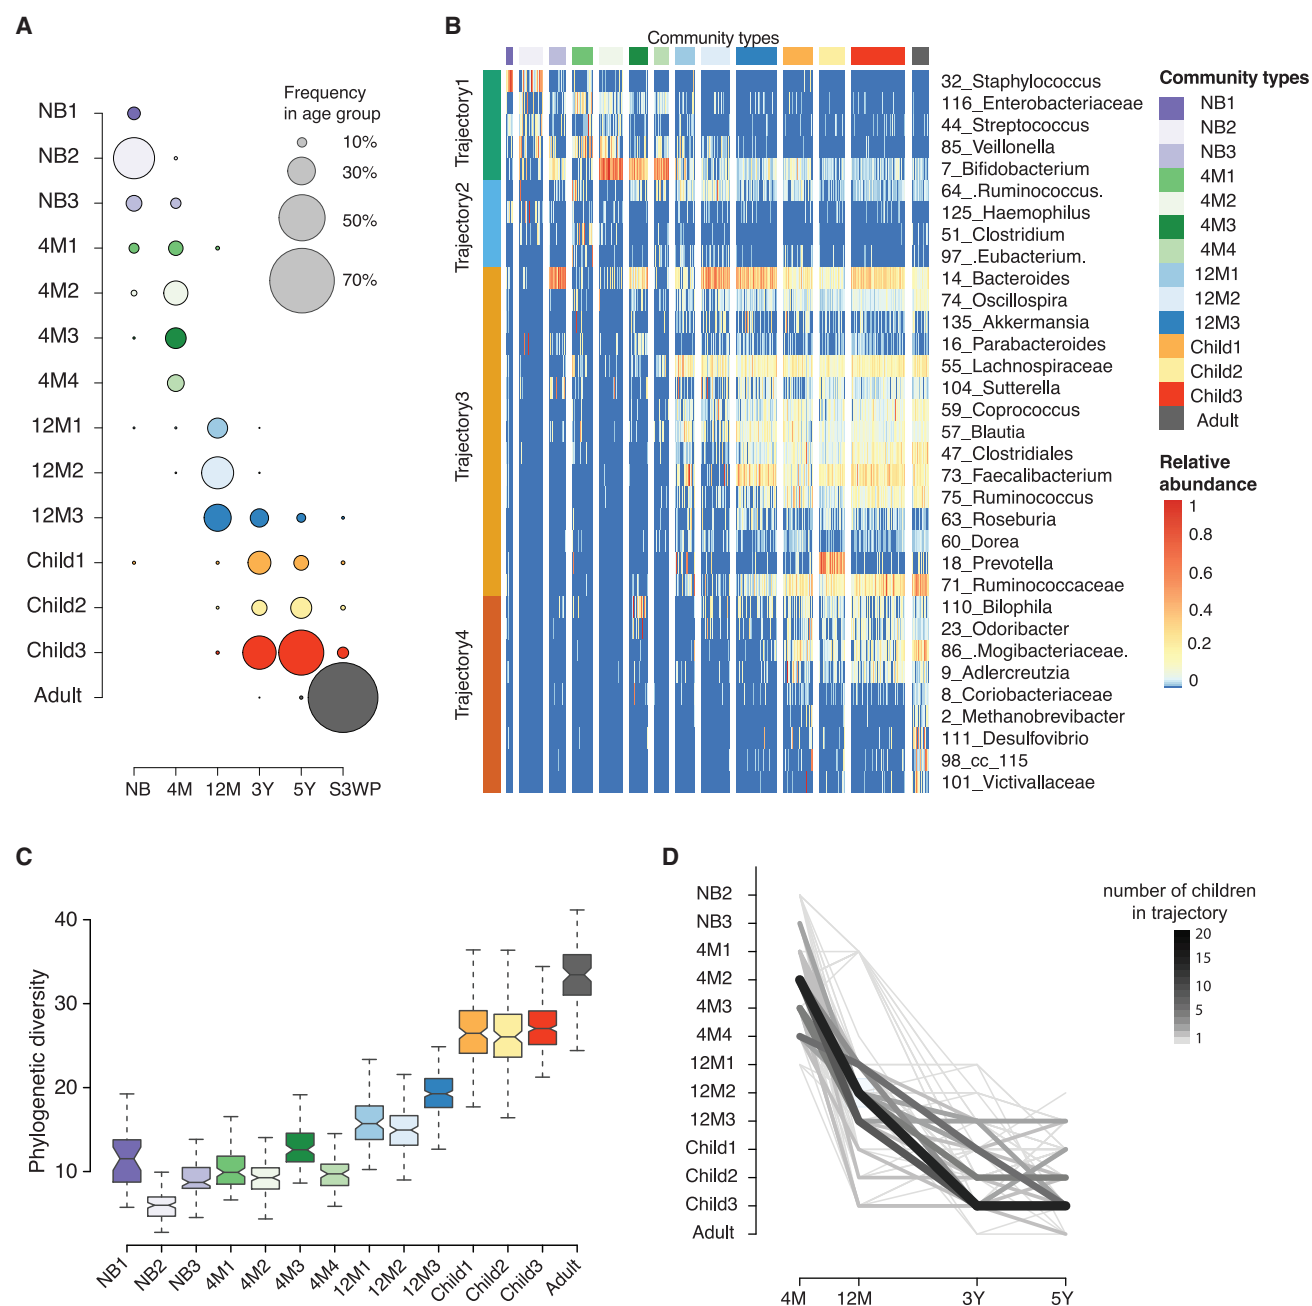 A
Frequency
in age group
10%
30%
50%
70%
NB1
NB2
NB3
4M1
4M2
4M3
4M4
12M1
12M2
12M3
Child1
Child2
Child3
Adult
NB 4M 12M 3Y 5Y S3WP
B
Community types
Trajectory1
Trajectory2
Trajectory3
Trajectory4
32_Staphylococcus
116_Enterobacteriaceae
44_Streptococcus
85_Veillonella
7_Bifidobacterium
64_.Ruminococcus.
125_Haemophilus
51_Clostridium
97_.Eubacterium.
14_Bacteroides
74_Oscillospira
135_Akkermansia
16_Parabacteroides
55_Lachnospiraceae
104_Sutterella
59_Coprococcus
57_Blautia
47_Clostridiales
73_Faecalibacterium
75_Ruminococcus
63_Roseburia
60_Dorea
18_Prevotella
71_Ruminococcaceae
110_Bilophila
23_Odoribacter
86_.Mogibacteriaceae.
9_Adlercreutzia
8_Coriobacteriaceae
2_Methanobrevibacter
111_Desulfovibrio
98_cc_115
101_Victivallaceae
Community types
NB1
NB2
NB3
4M1
4M2
4M3
4M4
12M1
12M2
12M3
Child1
Child2
Child3
Adult
Relative
abundance
1
0.8
0.6
0.4
0.2
0
C
Phylogenetic diversity
40
30
20
10
NB1 NB2 NB3 4M1 4M2 4M3 4M4 12M1 12M2 12M3 Child1 Child2 Child3 Adult
D
NB2
NB3
4M1
4M2
4M3
4M4
12M1
12M2
12M3
Child1
Child2
Child3
Adult
4M 12M 3Y 5Y
number of children
in trajectory
20
15
10
5
1